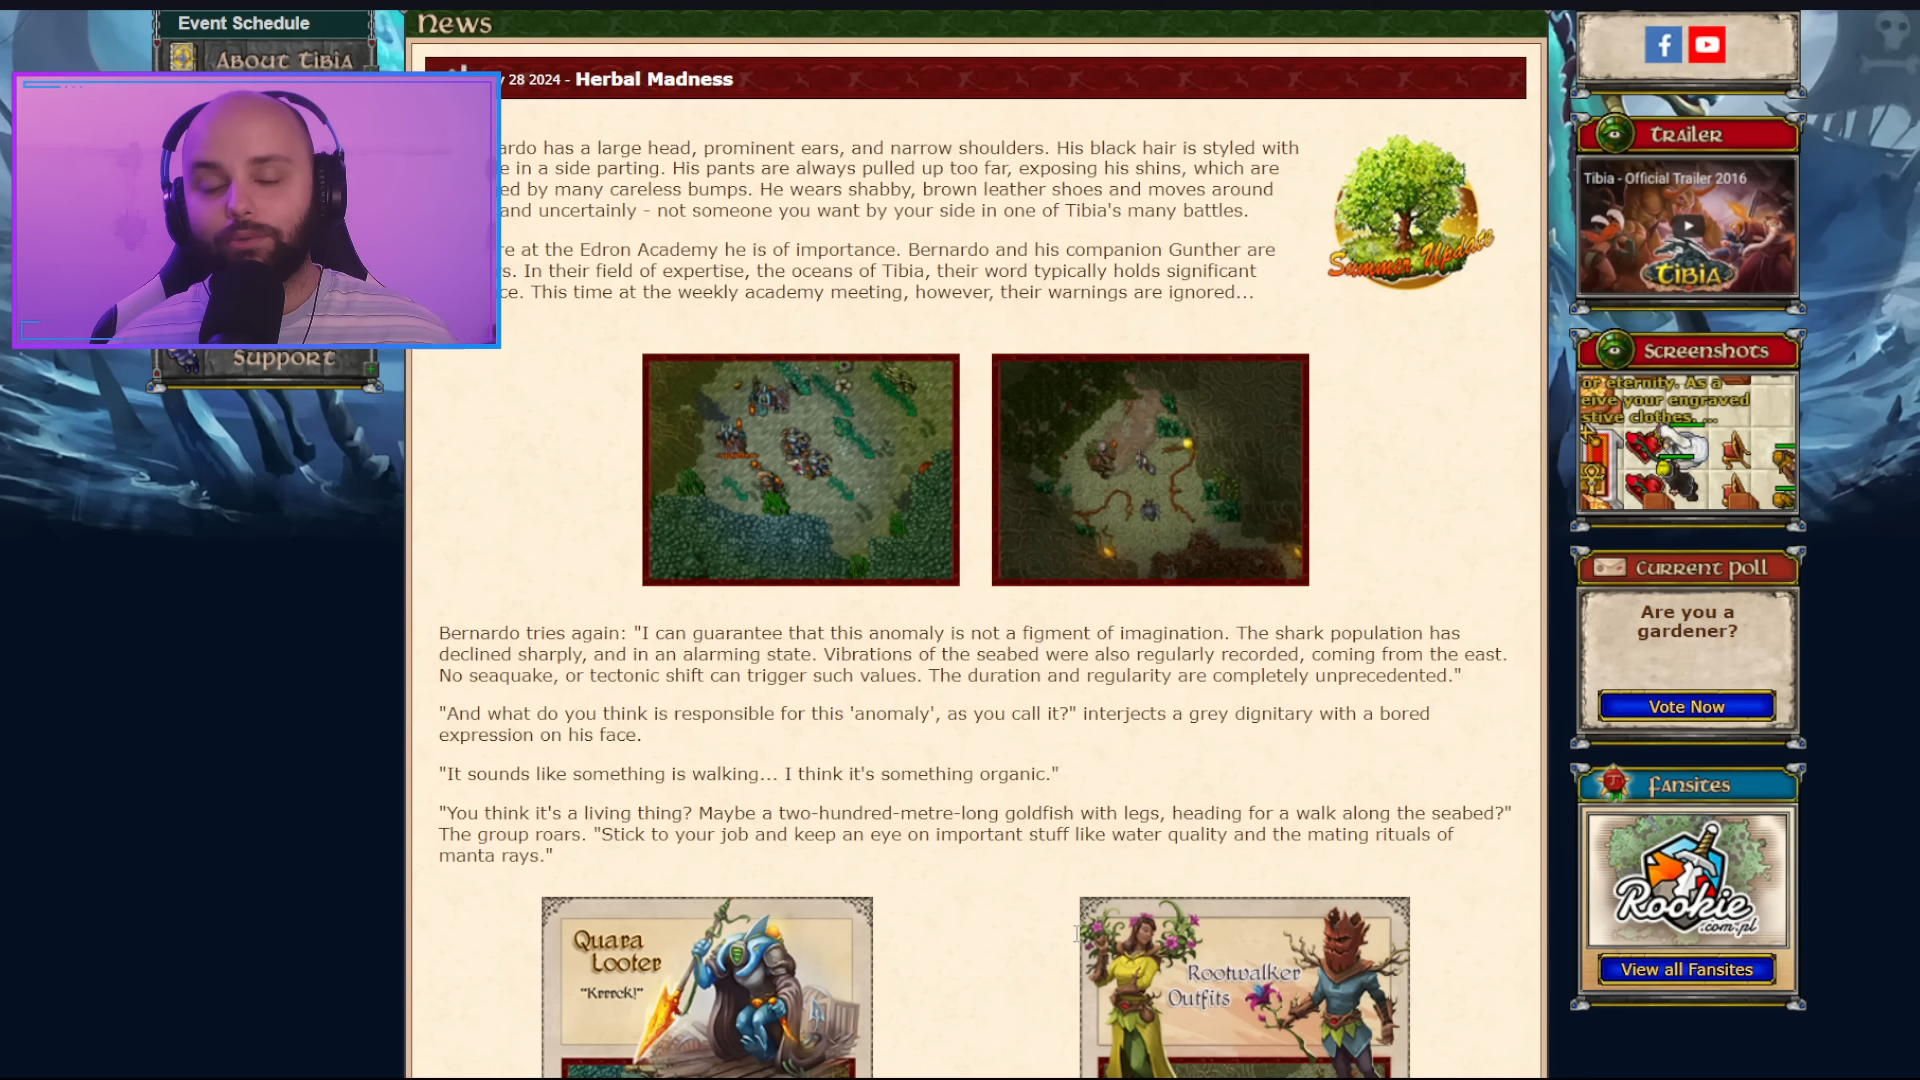 Event Schedule
About Tibia
Support
News
28 2024 - Herbal Madness
has a large head, prominent ears, and narrow shoulders. His black hair is styled with
in a side parting. His pants are always pulled up too far, exposing his shins, which are
by many careless bumps. He wears shabby, brown leather shoes and moves around
and uncertainly - not someone you want by your side in one of Tibia's many battles.
at the Edron Academy he is of importance. Bernardo and his companion Gunther are
In their field of expertise, the oceans of Tibia, their word typically holds significant
This time at the weekly academy meeting, however, their warnings are ignored...
Summer Update
Bernardo tries again: "I can guarantee that this anomaly is not a figment of imagination. The shark population has
declined sharply, and in an alarming state. Vibrations of the seabed were also regularly recorded, coming from the east.
No seaquake, or tectonic shift can trigger such values. The duration and regularity are completely unprecedented."
"And what do you think is responsible for this 'anomaly', as you call it?" interjects a grey dignitary with a bored
expression on his face.
"It sounds like something is walking... I think it's something organic."
"You think it's a living thing? Maybe a two-hundred-metre-long goldfish with legs, heading for a walk along the seabed?"
The group roars. "Stick to your job and keep an eye on important stuff like water quality and the mating rituals of
manta rays."
Quara
Looter
"Krrrck!"
Rootwalker
Outfits
Trailer
Tibia - Official Trailer 2016
TIBIA
Screenshots
or eternity. As a
eive your engraved
stive clothes. ...
Current Poll
Are you a
gardener?
Vote Now
Fansites
Rookie
.com.pl
View all Fansites